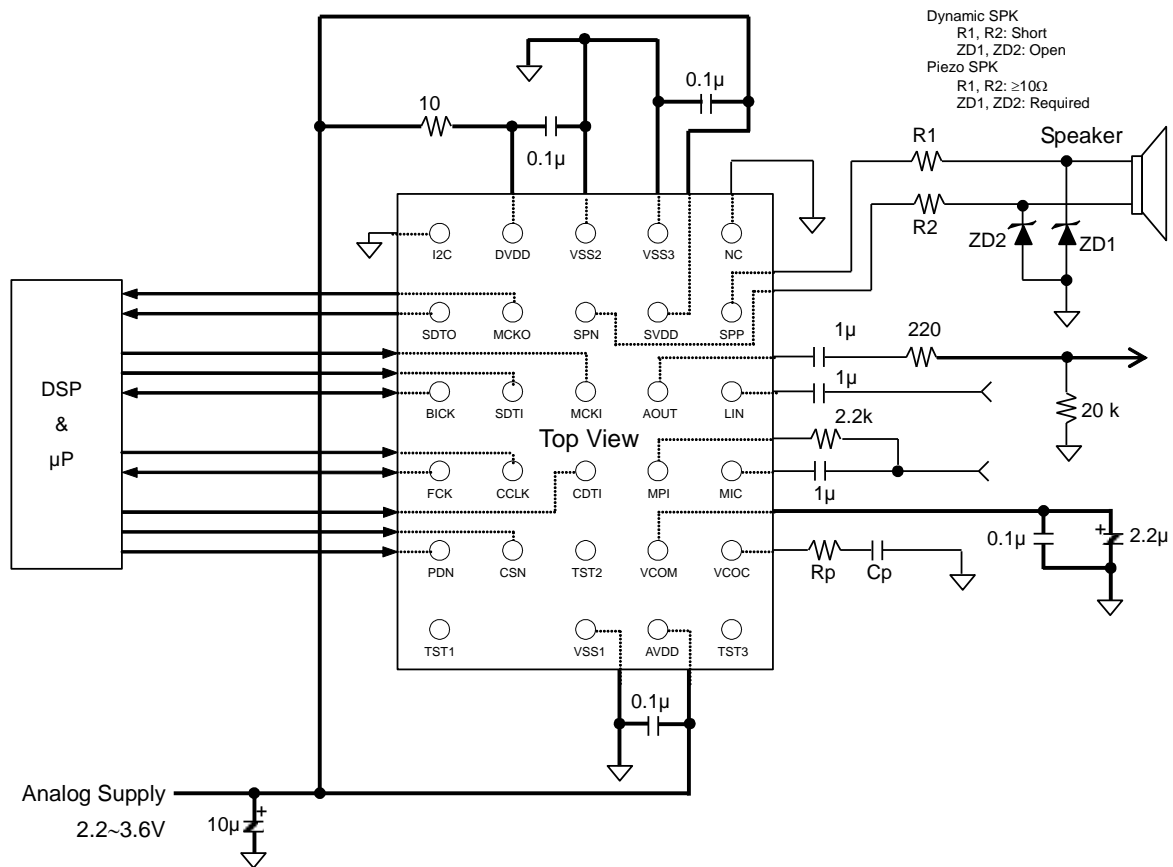 Dynamic SPK
R1, R2: Short
ZD1, ZD2: Open
Piezo SPK
R1, R2: ≥10Ω
ZD1, ZD2: Required
0.1µ
10
0.1µ
R1
Speaker
R2
ZD2
ZD1
I2C
DVDD
VSS2
VSS3
NC
SDTO
MCKO
SPN
SVDD
SPP
1µ
220
DSP
&
µP
BICK
SDTI
MCKI
AOUT
LIN
1µ
20 k
Top View
2.2k
FCK
CCLK
CDTI
MPI
MIC
1µ
0.1µ
+
2.2µ
PDN
CSN
TST2
VCOM
VCOC
Rp
Cp
TST1
VSS1
AVDD
TST3
0.1µ
Analog Supply
2.2~3.6V
10µ
+